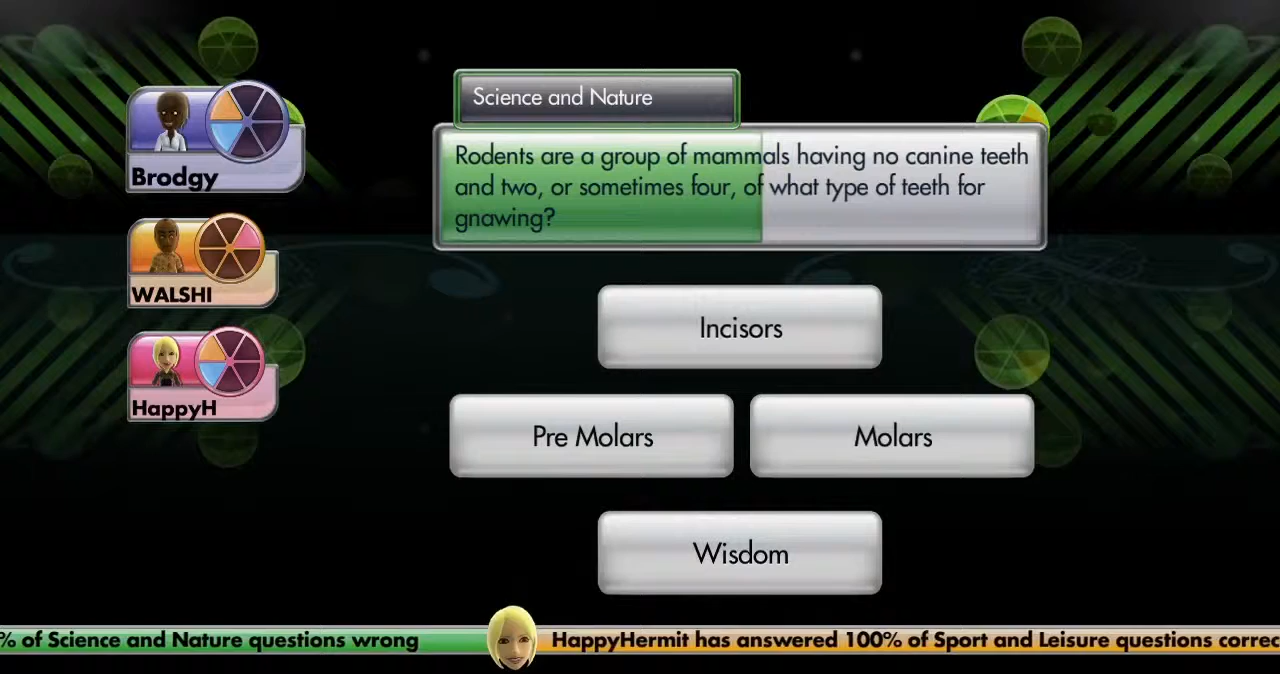 Science and Nature
Rodents are a group of mammals having no canine teeth
and two, or sometimes four, of what type of teeth for
gnawing?
Brodgy
WALSHI
HappyH
Incisors
Pre Molars
Molars
Wisdom
% of Science and Nature questions wrong
HappyHermit has answered 100% of Sport and Leisure questions correc